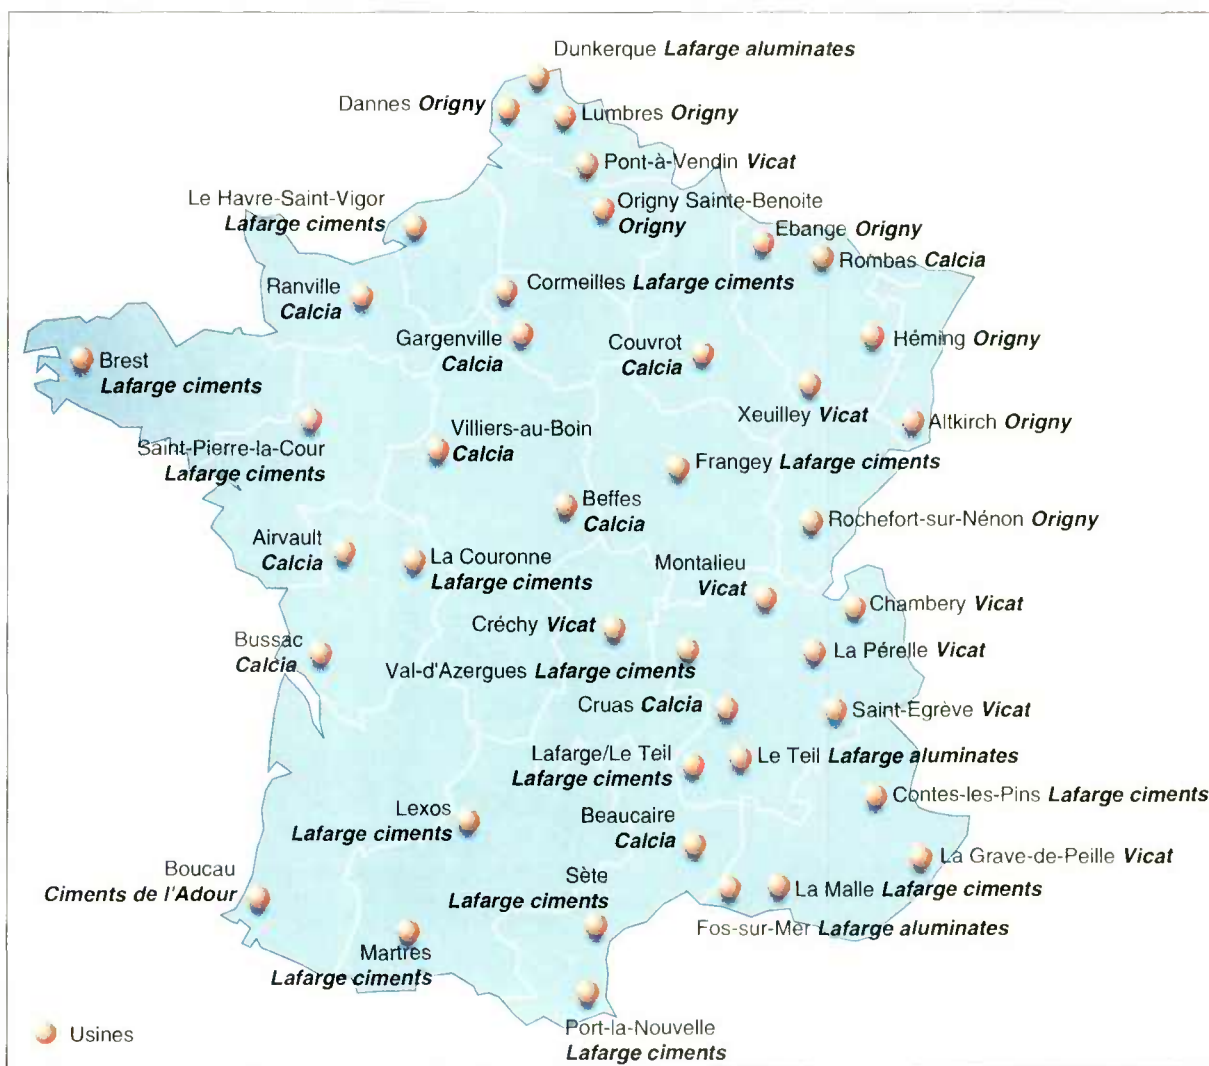 Dunkerque Lafarge aluminates
Dannes Origny
Lumbres Origny
Pont-à-Vendin Vicat
Le Havre-Saint-Vigor
Lafarge ciments
Origny Sainte-Benoite
Origny
Ebange Origny
Rombas Calcia
Ranville
Calcia
Cormeilles Lafarge ciments
Gargenville
Calcia
Couvrot
Calcia
Héming Origny
Brest
Lafarge ciments
Xeuilley Vicat
Altkirch Origny
Saint-Pierre-la-Cour
Lafarge ciments
Villiers-au-Boin
Calcia
Frangey Lafarge ciments
Beffes
Calcia
Rochefort-sur-Nénon Origny
Airvault
Calcia
La Couronne
Lafarge ciments
Montalieu
Vicat
Chambery Vicat
Créchy Vicat
Bussac
Calcia
La Pérelle Vicat
Val-d'Azergues Lafarge ciments
Cruas Calcia
Saint-Egrève Vicat
Lafarge/Le Teil
Lafarge ciments
Le Teil Lafarge aluminates
Contes-les-Pins Lafarge ciments
Lexos
Lafarge ciments
Beaucaire
Calcia
La Grave-de-Peille Vicat
Boucau
Ciments de l'Adour
Sète
Lafarge ciments
La Malle Lafarge ciments
Fos-sur-Mer Lafarge aluminates
Martres
Lafarge ciments
Port-la-Nouvelle
Lafarge ciments
Usines